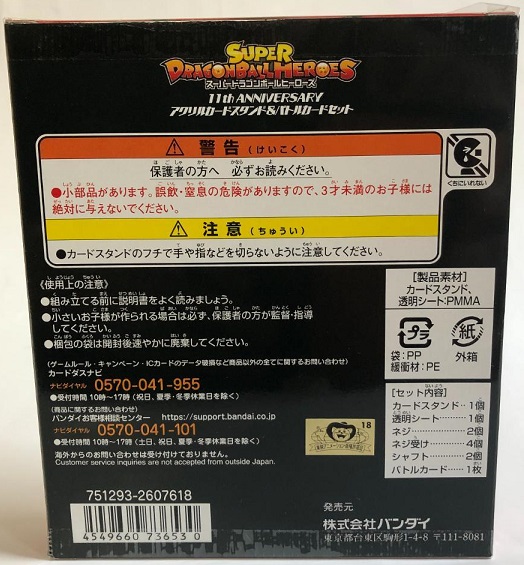 SUPER
DRAGONBALL HEROES
スーパードラゴンボールヒーローズ
11th ANNIVERSARY
アクリルカードスタンド&バトルカードセット
警告(けいこく)
保護者の方へ 必ずお読みください。
●小部品があります。誤飲・窒息の危険がありますので、3才未満のお子様には
絶対に与えないでください。
くちにいれない
注意(ちゅうい)
●カードスタンドのフチで手や指などを切らないように注意してください。
《使用上の注意》
●組み立てる前に説明書をよく読みましょう。
●小さいお子様が作られる場合は必ず、保護者の方が監督・指導
してください。
●梱包の袋は開封後速やかに廃棄してください。
【製品素材】
カードスタンド、
透明シート:PMMA
プラ
紙
袋:PP
緩衝材:PE
外箱
(ゲームルール・キャンペーン・ICカードのデータ破損など商品以外の全てに関するお問い合わせ)
カードダスナビ
ナビダイヤル 0570-041-955
●受付時間 10時〜17時(祝日、夏季・冬季休業日を除く)
(商品に関するお問い合わせ)
バンダイお客様相談センター https://support.bandai.co.jp
ナビダイヤル 0570-041-101
●受付時間 10時〜17時(土日、祝日、夏季・冬季休業日を除く)
海外からのお問い合わせは受け付けておりません。
Customer service inquiries are not accepted from outside Japan.
【セット内容】
カードスタンド…1個
透明シート………1個
ネジ………………2個
ネジ受け…………4個
シャフト…………2個
バトルカード……1枚
18
751293-2607618
4549660 736530
発売元
株式会社バンダイ
東京都台東区駒形1-4-8 〒111-8081